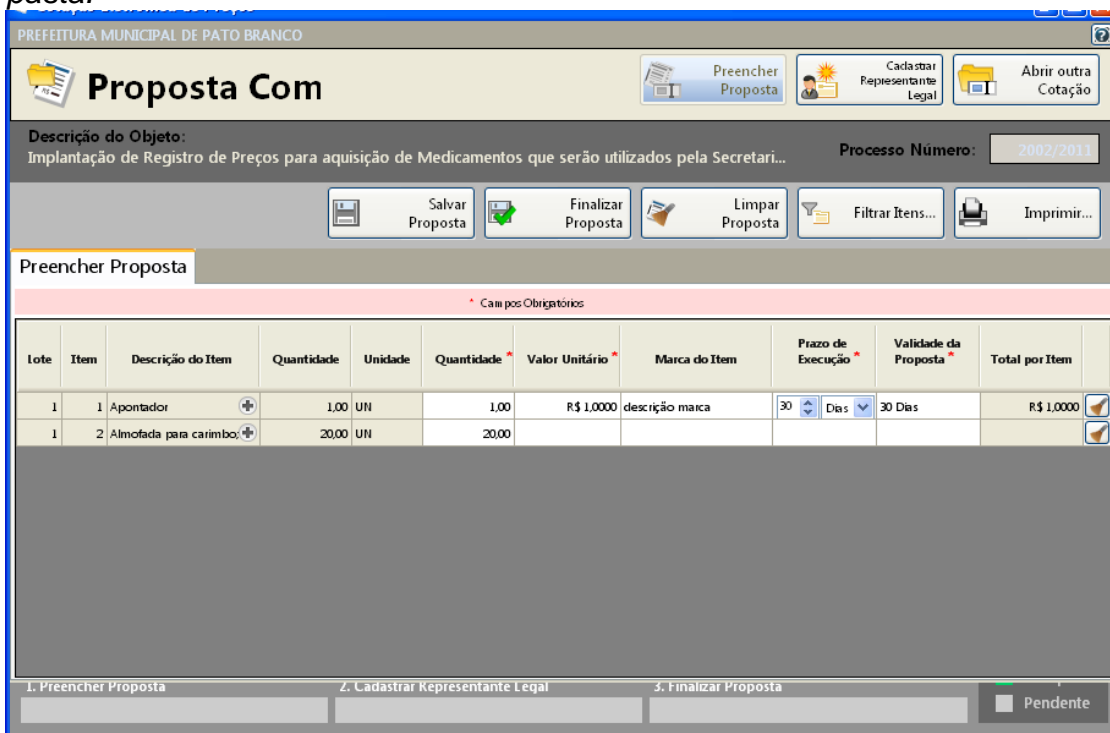 pasta.
Cotação Eletrônica de Preços
PREFEITURA MUNICIPAL DE PATO BRANCO
Proposta Com
Preencher
Proposta
Cadastrar
Representante
Legal
Abrir outra
Cotação
Descrição do Objeto:
Implantação de Registro de Preços para aquisição de Medicamentos que serão utilizados pela Secretari...
Processo Número: 2002/2011
Salvar
Proposta
Finalizar
Proposta
Limpar
Proposta
Filtrar Itens...
Imprimir...
Preencher Proposta
* Campos Obrigatórios
Lote Item Descrição do Item Quantidade Unidade Quantidade * Valor Unitário * Marca do Item Prazo de Execução * Validade da Proposta * Total por Item
1 1 Apontador 1,00 UN 1,00 R$ 1,0000 descrição marca 30 Dias 30 Dias R$ 1,0000
1 2 Almofada para carimbo; 20,00 UN 20,00
1. Preencher Proposta 2. Cadastrar Representante Legal 3. Finalizar Proposta
Pendente